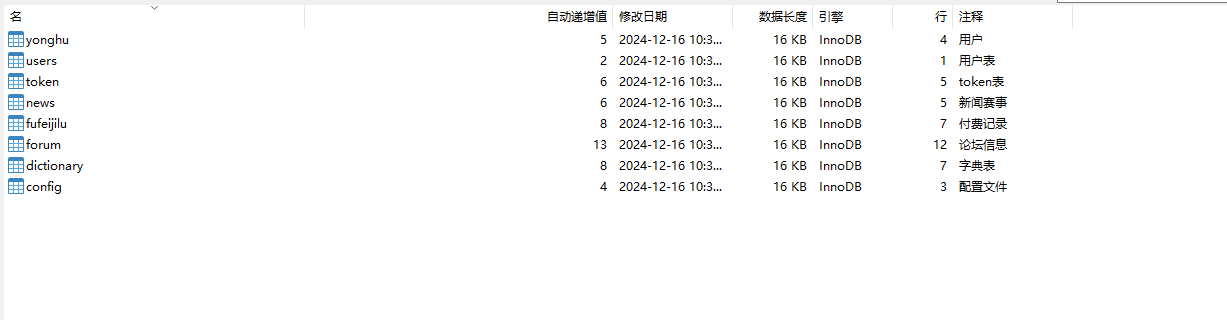 名 自动递增值 修改日期 数据长度 引擎 行 注释
yonghu 5 2024-12-16 10:3... 16 KB InnoDB 4 用户
users 2 2024-12-16 10:3... 16 KB InnoDB 1 用户表
token 6 2024-12-16 10:3... 16 KB InnoDB 5 token表
news 6 2024-12-16 10:3... 16 KB InnoDB 5 新闻赛事
fufeijilu 8 2024-12-16 10:3... 16 KB InnoDB 7 付费记录
forum 13 2024-12-16 10:3... 16 KB InnoDB 12 论坛信息
dictionary 8 2024-12-16 10:3... 16 KB InnoDB 7 字典表
config 4 2024-12-16 10:3... 16 KB InnoDB 3 配置文件